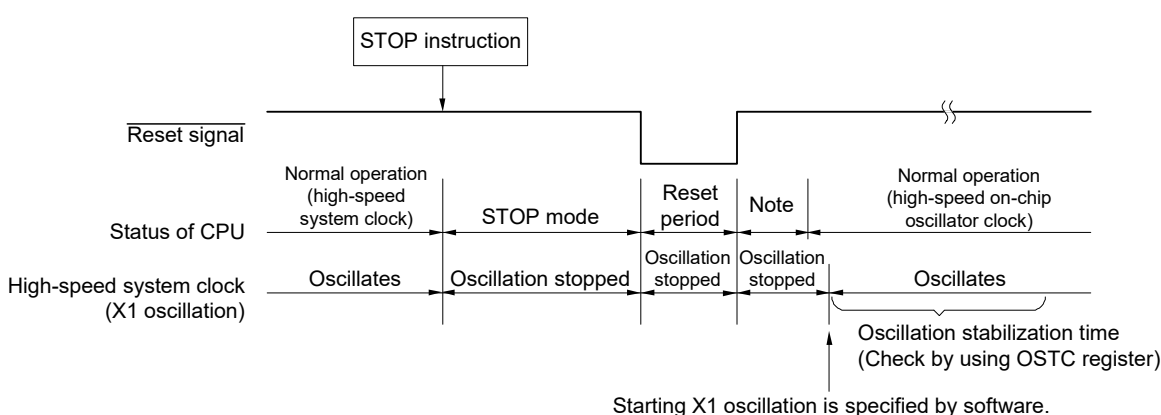 STOP instruction
Reset signal
Normal operation
(high-speed
system clock)
STOP mode
Reset
period
Note
Normal operation
(high-speed on-chip
oscillator clock)
Status of CPU
High-speed system clock
(X1 oscillation)
Oscillates
Oscillation stopped
Oscillation
stopped
Oscillation
stopped
Oscillates
Oscillation stabilization time
(Check by using OSTC register)
Starting X1 oscillation is specified by software.